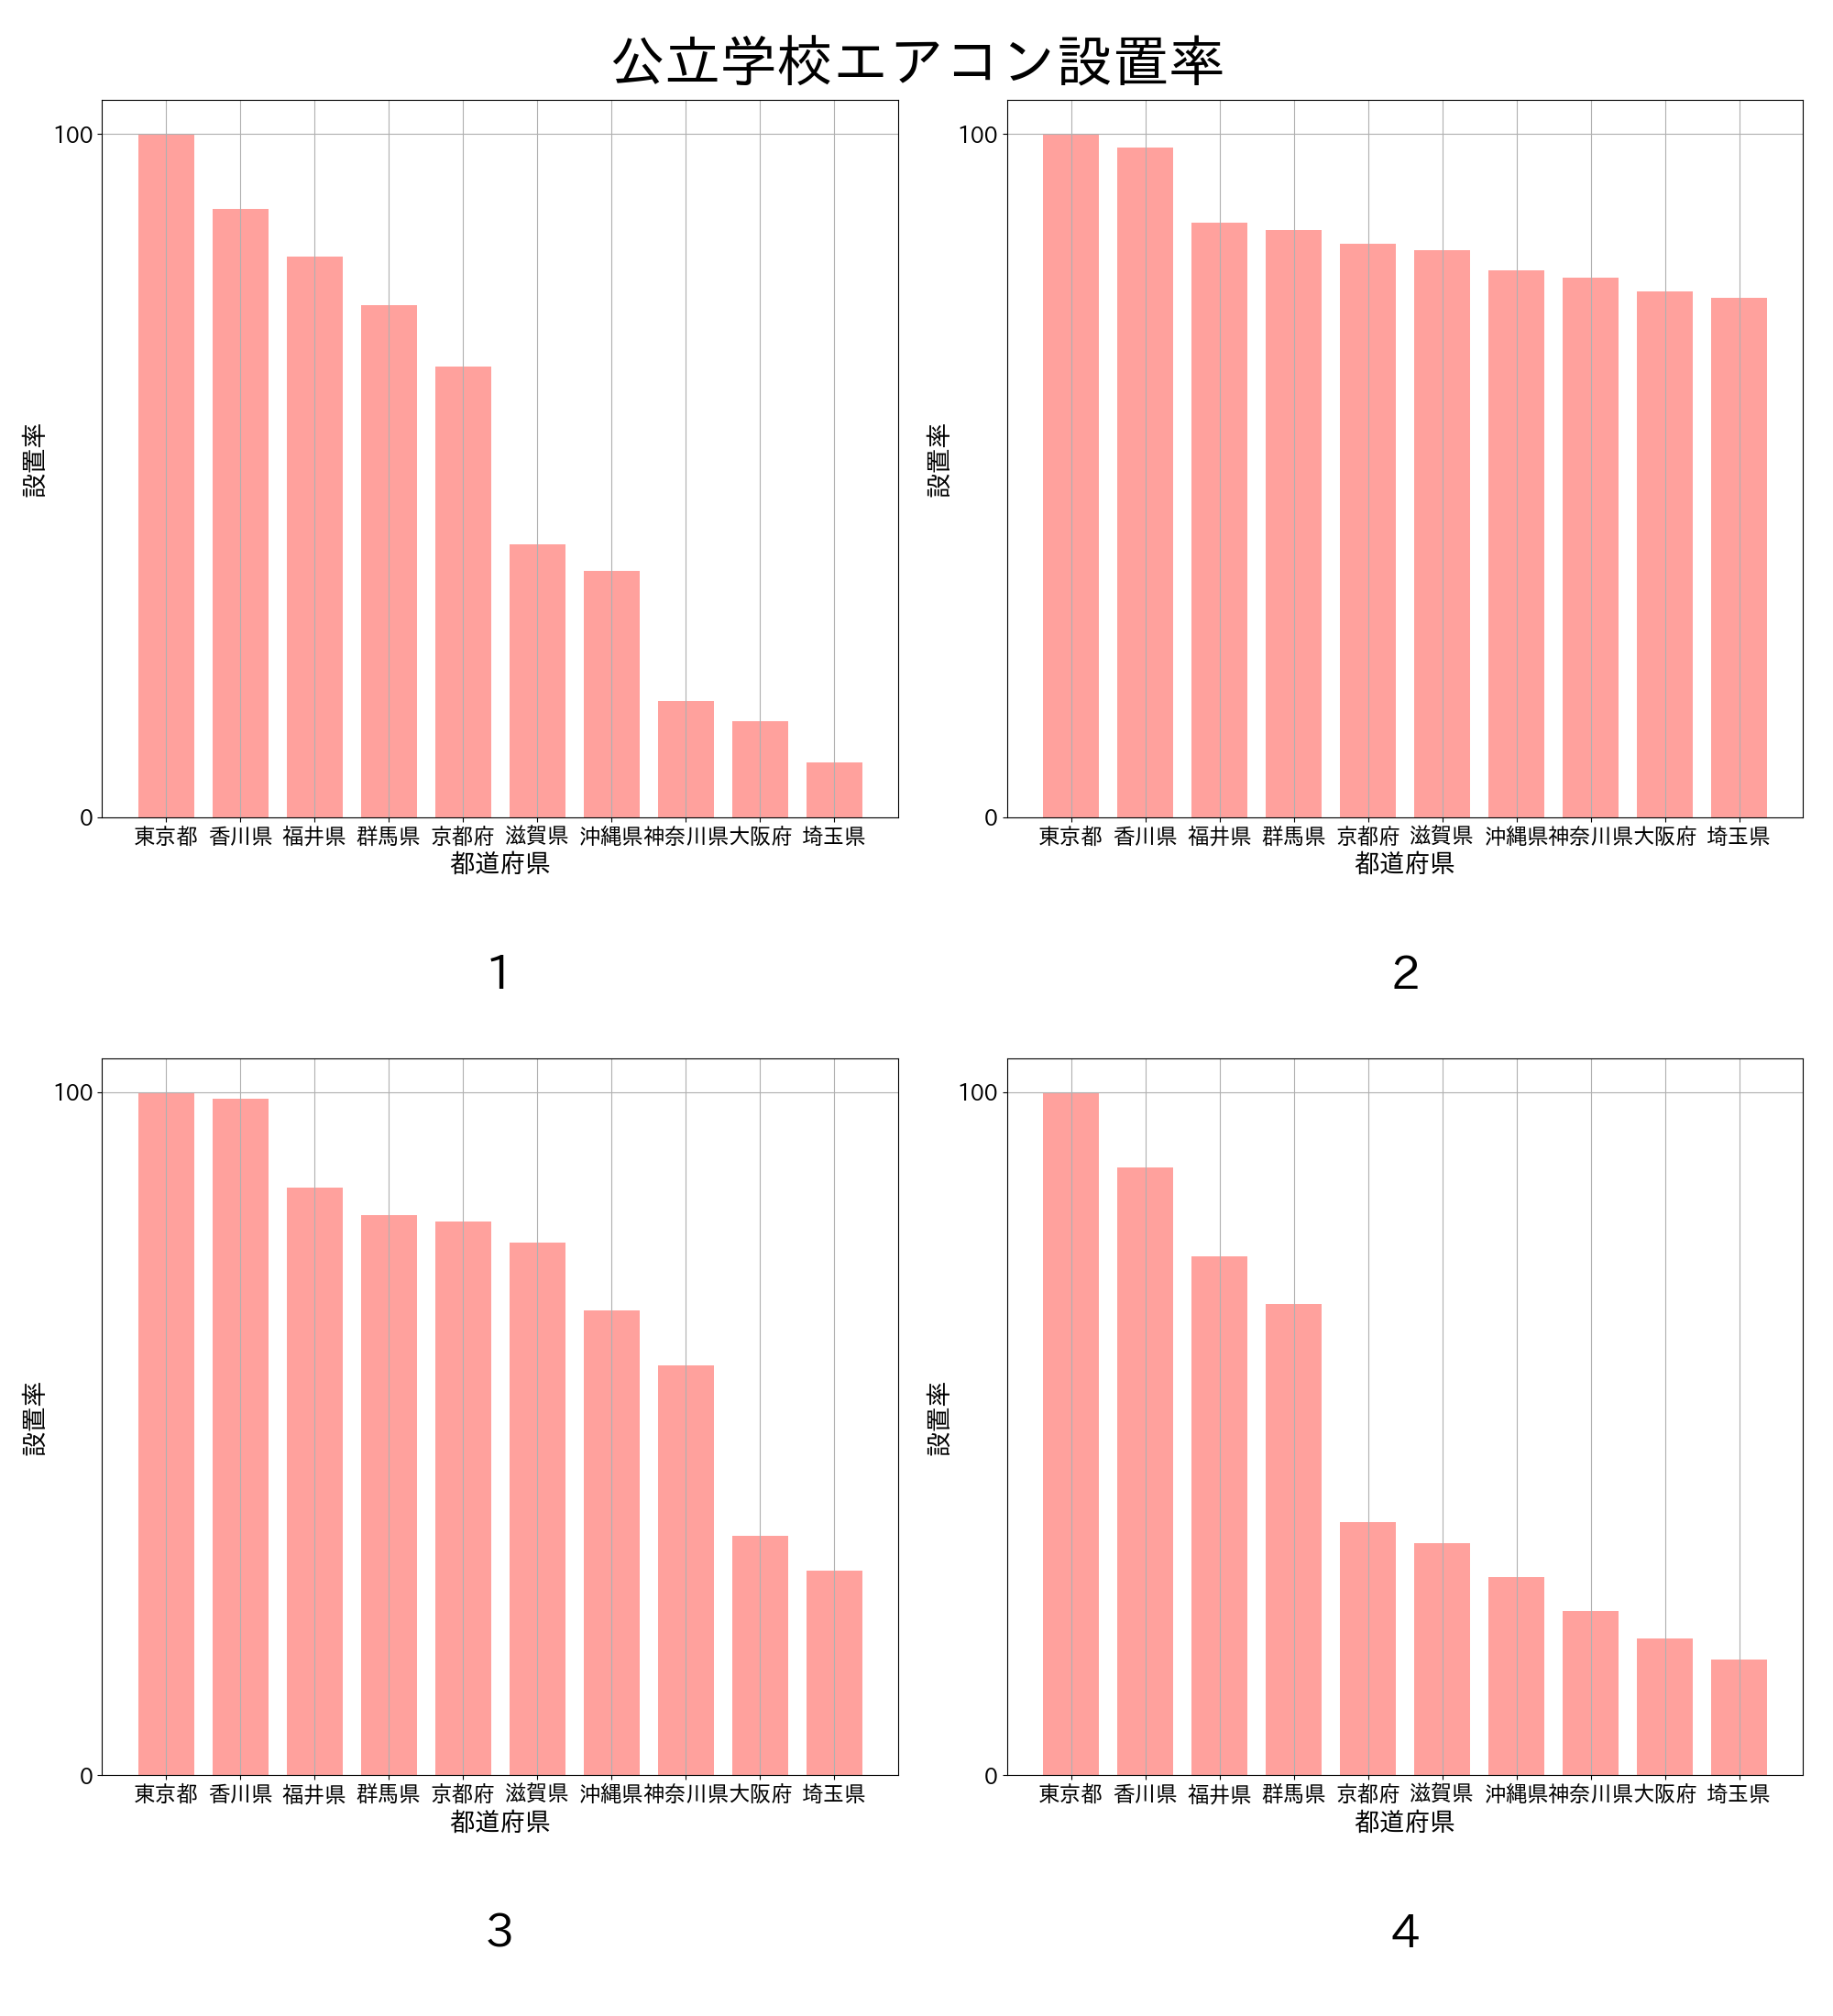 公立学校エアコン設置率
100
0
設置率
東京都 香川県 福井県 群馬県 京都府 滋賀県 沖縄県 神奈川県 大阪府 埼玉県
都道府県
1
100
0
設置率
東京都 香川県 福井県 群馬県 京都府 滋賀県 沖縄県 神奈川県 大阪府 埼玉県
都道府県
2
100
0
設置率
東京都 香川県 福井県 群馬県 京都府 滋賀県 沖縄県 神奈川県 大阪府 埼玉県
都道府県
3
100
0
設置率
東京都 香川県 福井県 群馬県 京都府 滋賀県 沖縄県 神奈川県 大阪府 埼玉県
都道府県
4